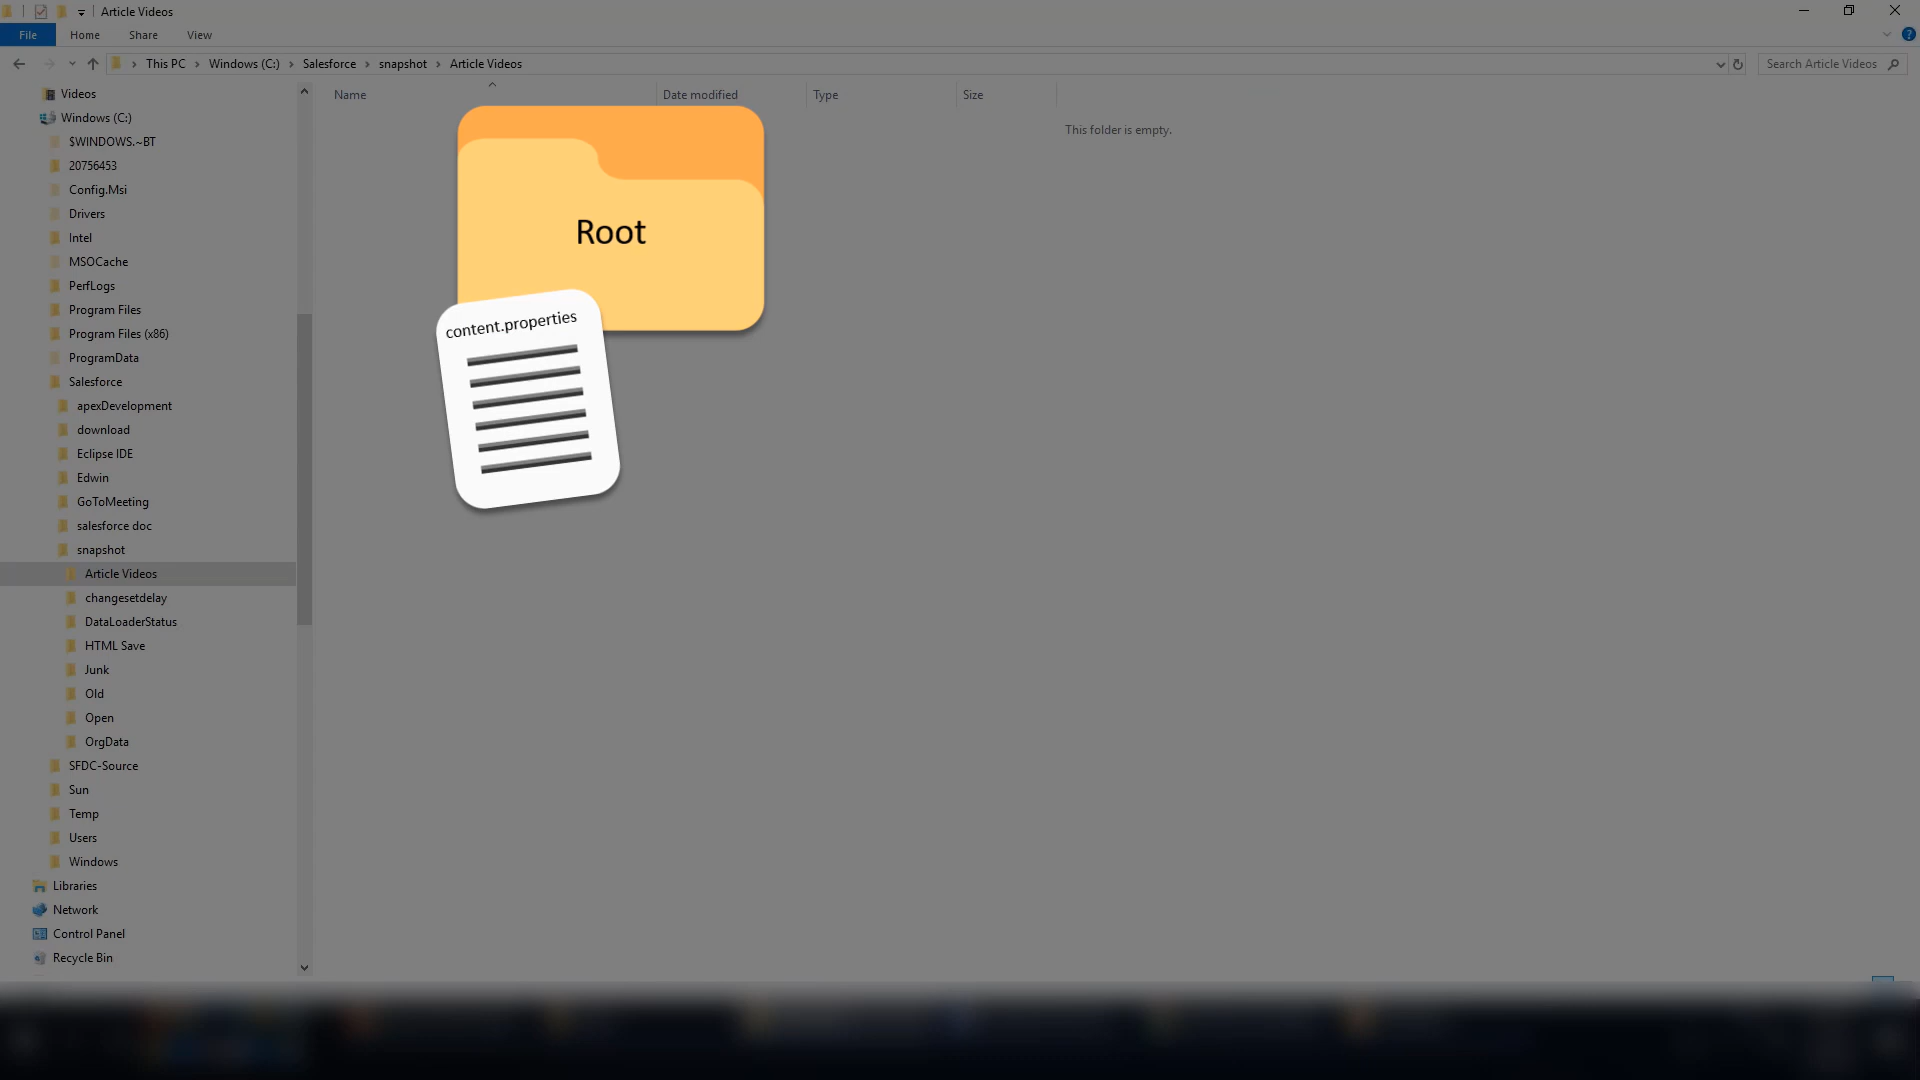 Article Videos
File Home Share View
This PC > Windows (C:) > Salesforce > snapshot > Article Videos
Search Article Videos
Name Date modified Type Size
This folder is empty.
Videos
Windows (C:)
$WINDOWS.~BT
20756453
Config.Msi
Drivers
Intel
MSOCache
PerfLogs
Program Files
Program Files (x86)
ProgramData
Salesforce
apexDevelopment
download
Eclipse IDE
Edwin
GoToMeeting
salesforce doc
snapshot
Article Videos
changesetdelay
DataLoaderStatus
HTML Save
Junk
Old
Open
OrgData
SFDC-Source
Sun
Temp
Users
Windows
Libraries
Network
Control Panel
Recycle Bin
Root
content.properties